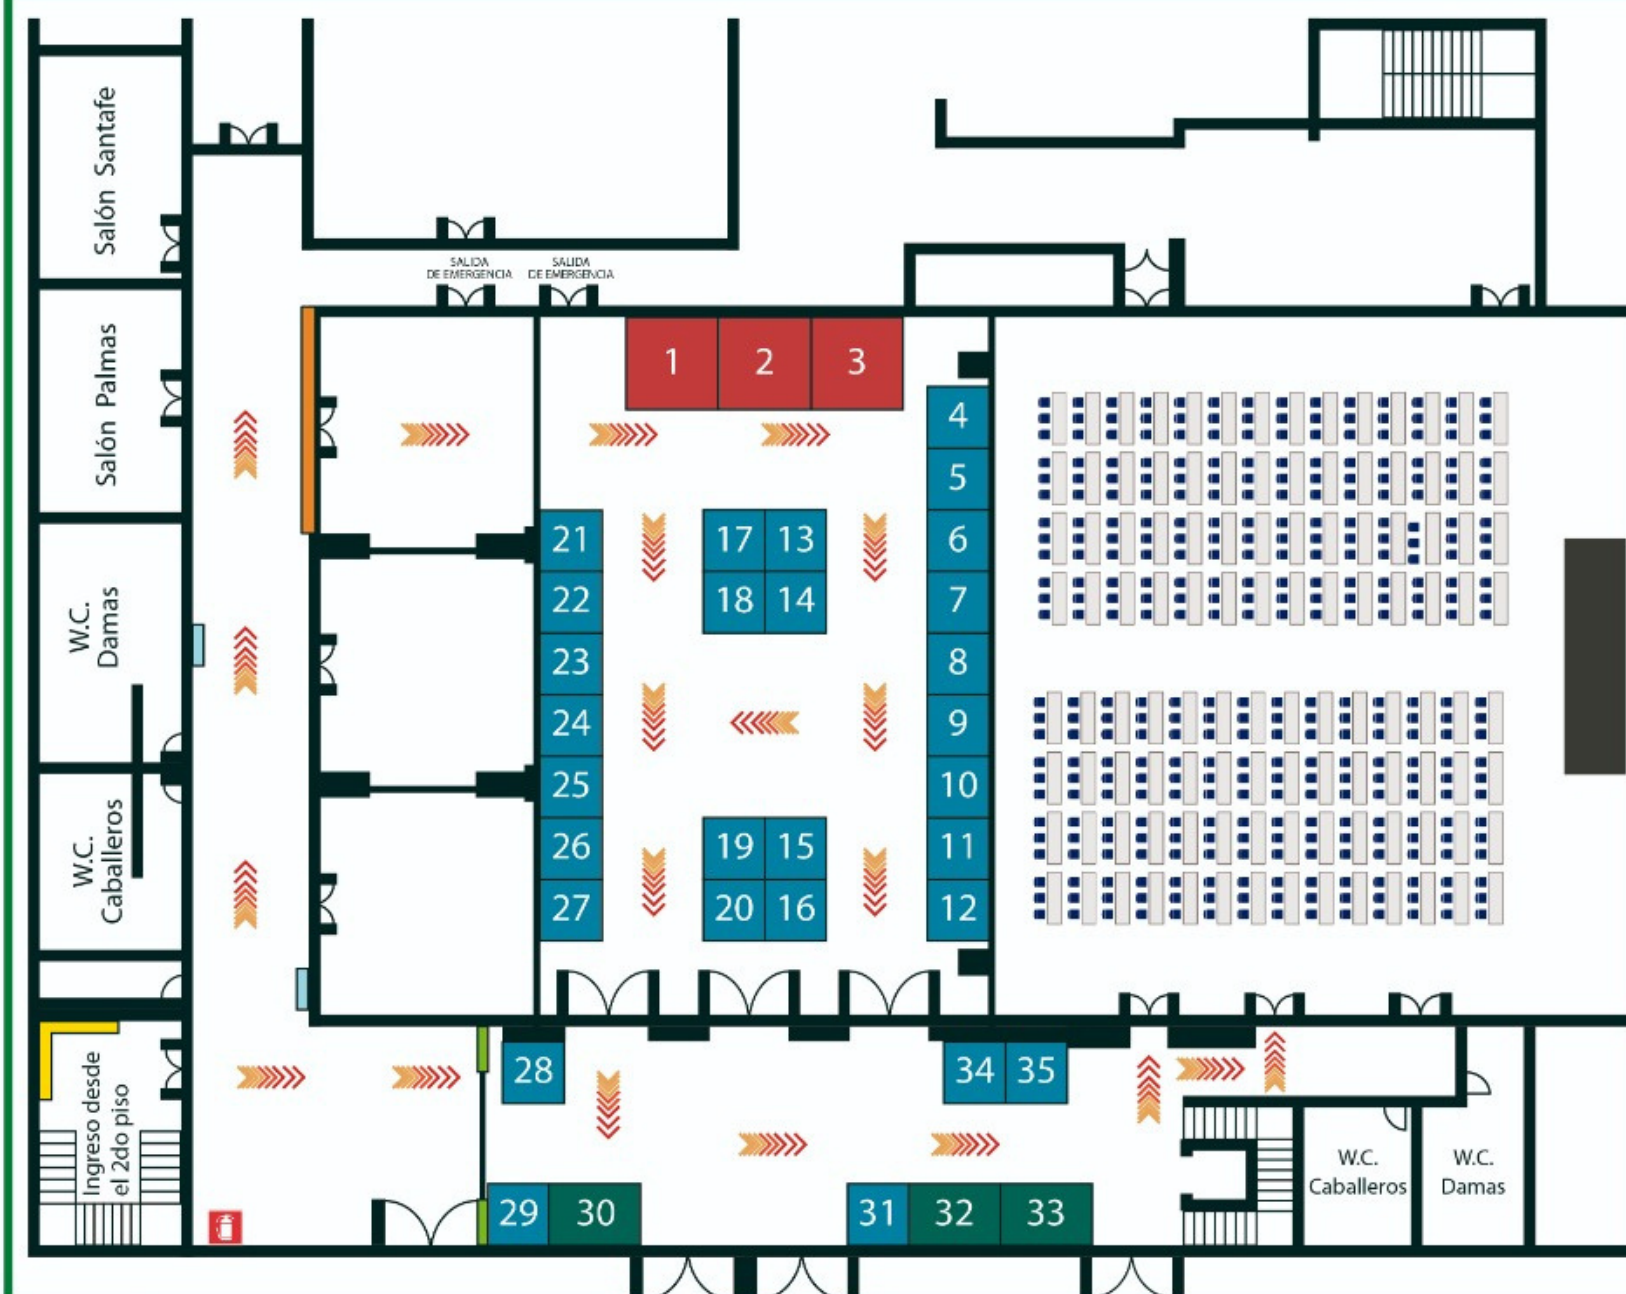 Salón Santafe
SALIDA
DE EMERGENCIA
SALIDA
DE EMERGENCIA
Salón Palmas
1
2
3
4
5
6
7
8
9
10
11
12
21
22
23
24
25
26
27
17
13
18
14
19
15
20
16
W.C.
Damas
W.C.
Caballeros
Ingreso desde
el 2do piso
28
34
35
29
30
31
32
33
W.C.
Caballeros
W.C.
Damas